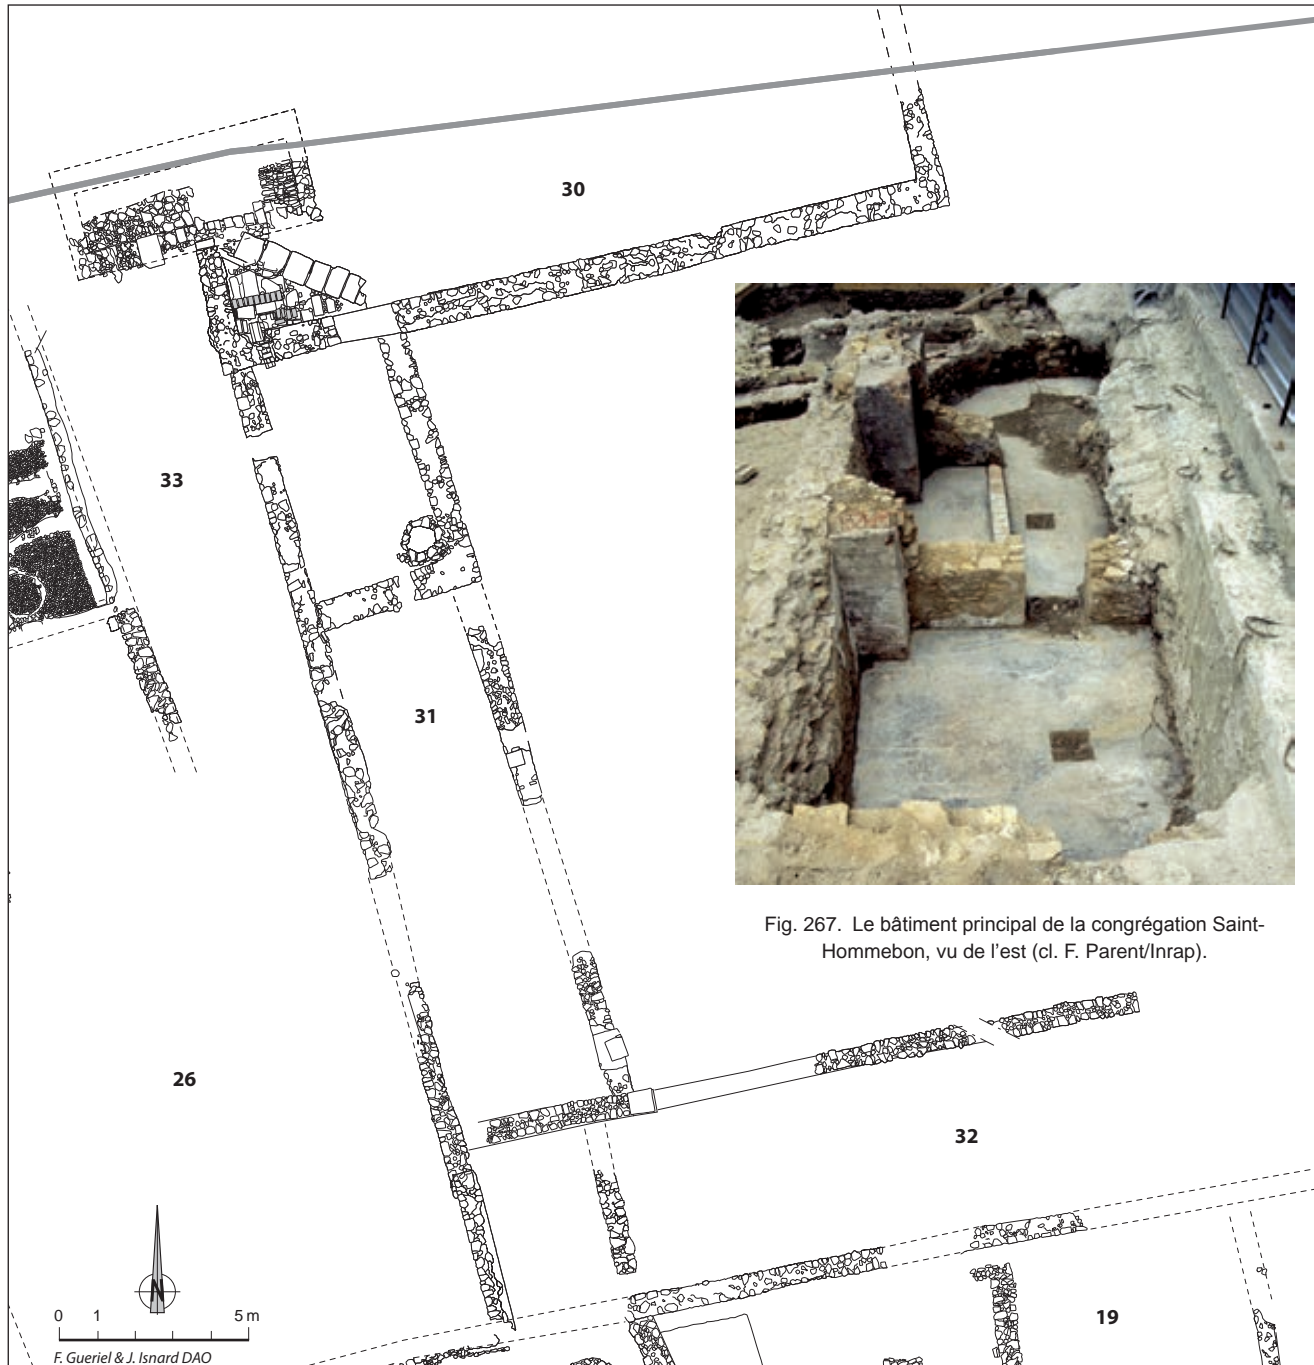 30
33
31
Fig. 267. Le bâtiment principal de la congrégation Saint-
Hommebon, vu de l'est (cl. F. Parent/Inrap).
26
32
N
0 1 5 m
19
F. Gueriel & J. Isnard DAO